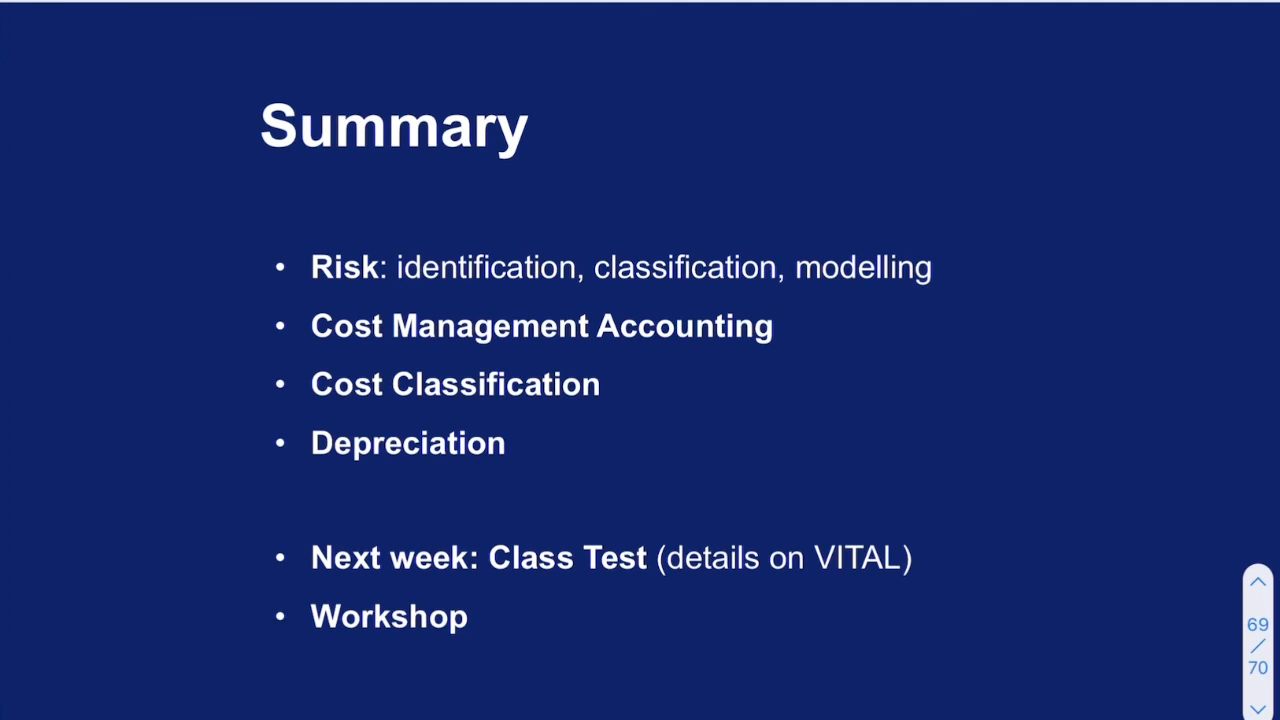 Summary
• Risk: identification, classification, modelling
• Cost Management Accounting
• Cost Classification
• Depreciation
• Next week: Class Test (details on VITAL)
• Workshop
69
/
70